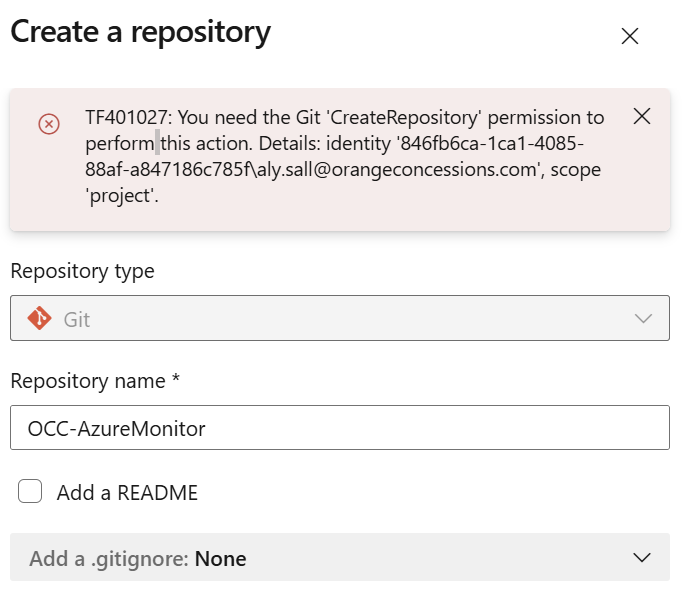 Create a repository
TF401027: You need the Git 'CreateRepository' permission to
perform this action. Details: identity '846fb6ca-1ca1-4085-
88af-a847186c785f\aly.sall@orangeconcessions.com', scope
'project'.
Repository type
Git
Repository name *
OCC-AzureMonitor
Add a README
Add a .gitignore: None